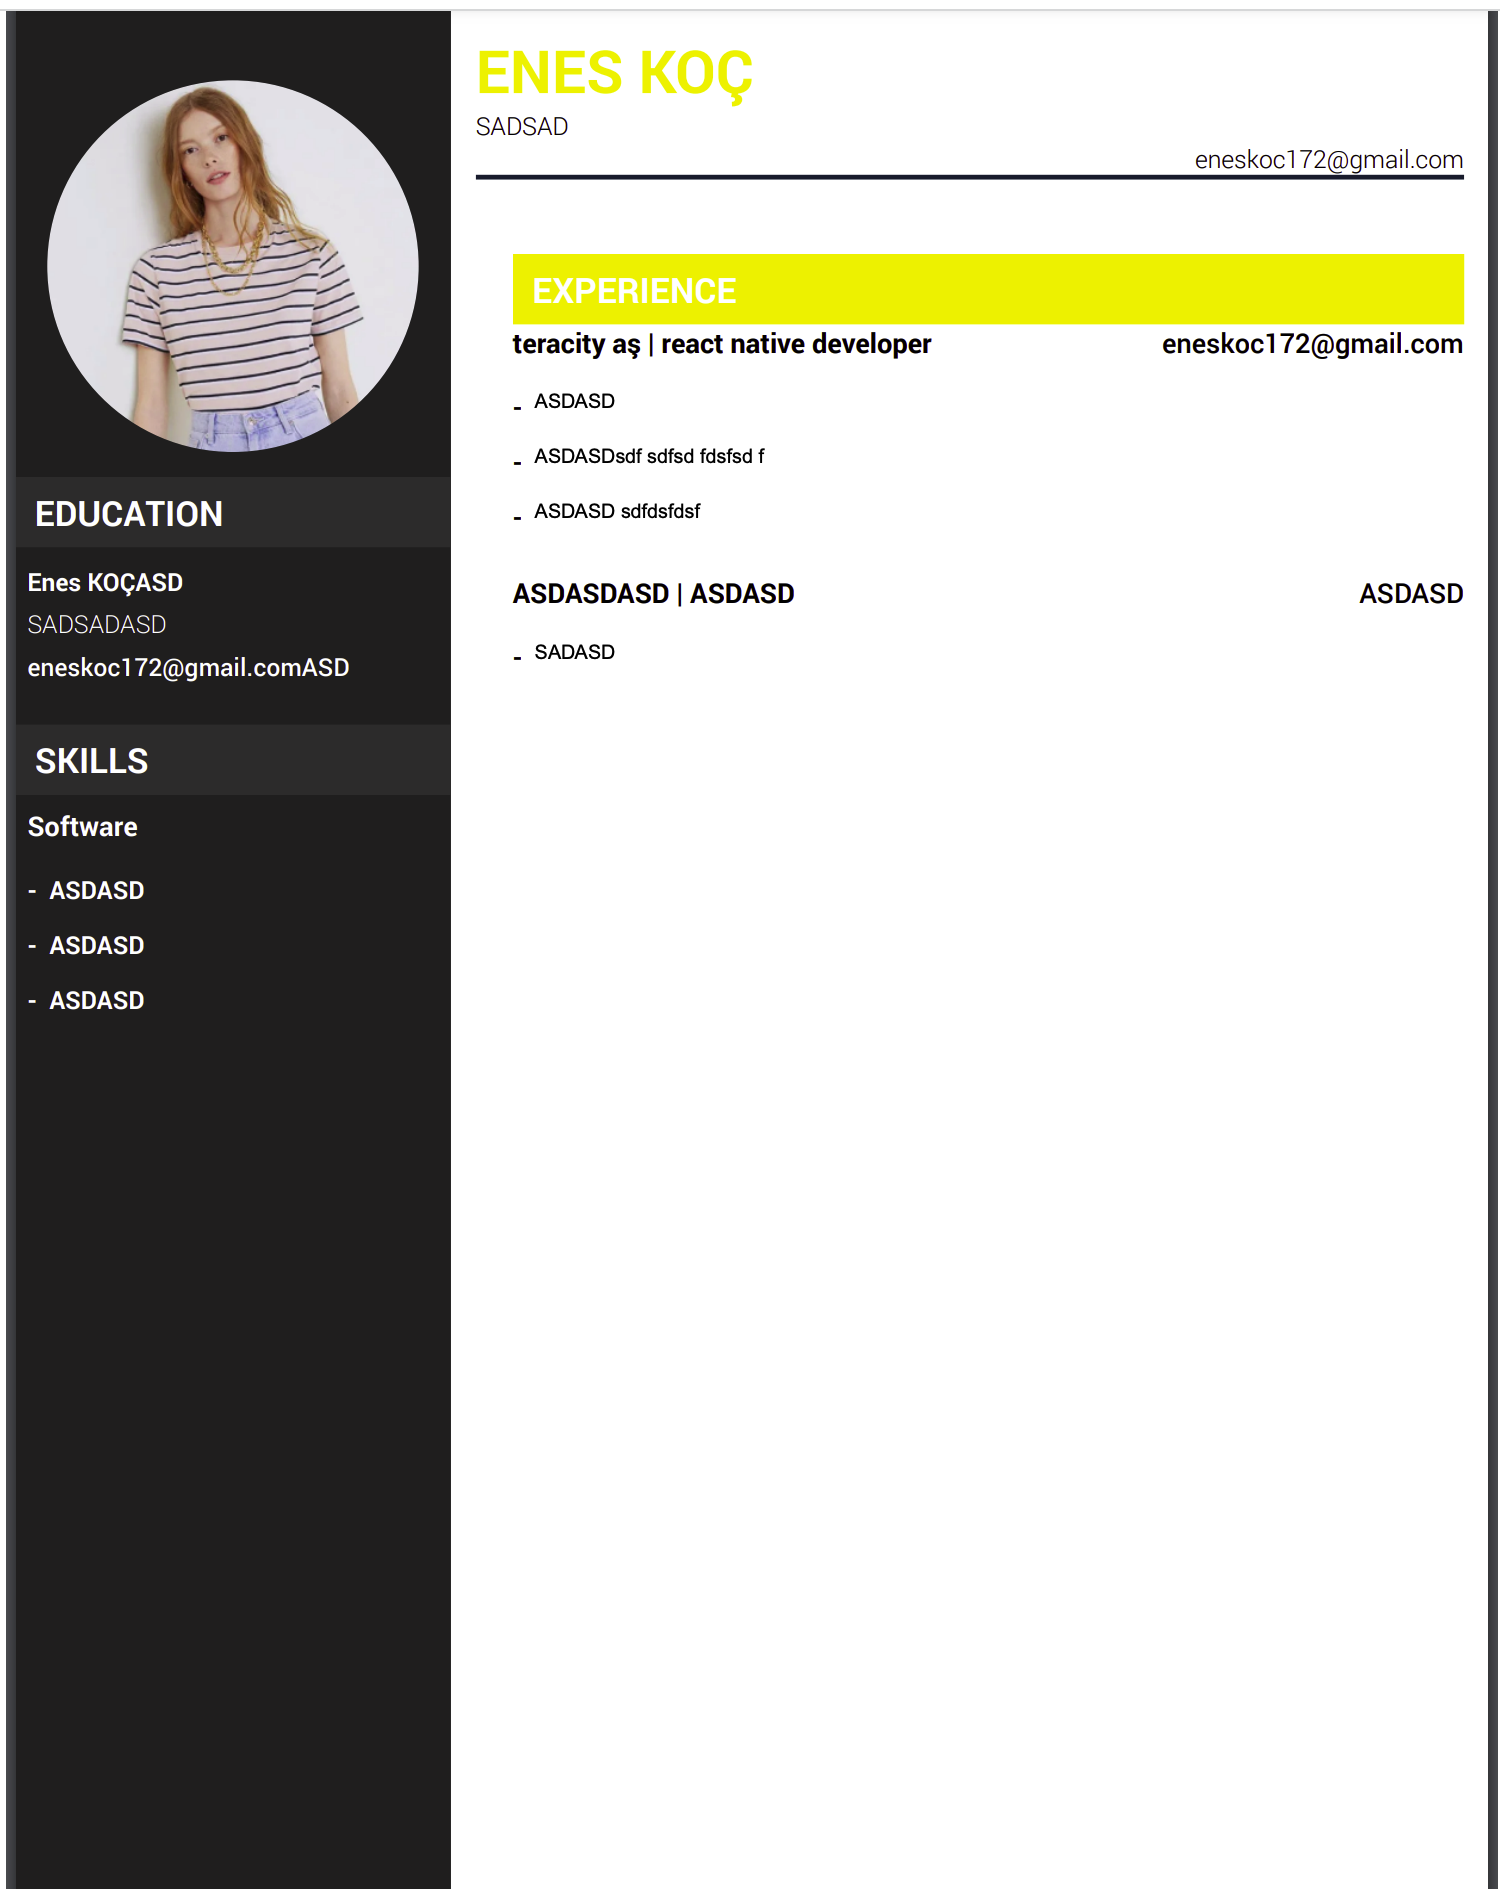 ENES KOÇ
SADSAD
eneskoc172@gmail.com
EXPERIENCE
teracity aş | react native developer eneskoc172@gmail.com
- ASDASD
- ASDASDsdf sdfsd fdsfsd f
- ASDASD sdfdsfdsf
ASDASDASD | ASDASD ASDASD
- SADASD
EDUCATION
Enes KOÇASD
SADSADASD
eneskoc172@gmail.comASD
SKILLS
Software
- ASDASD
- ASDASD
- ASDASD